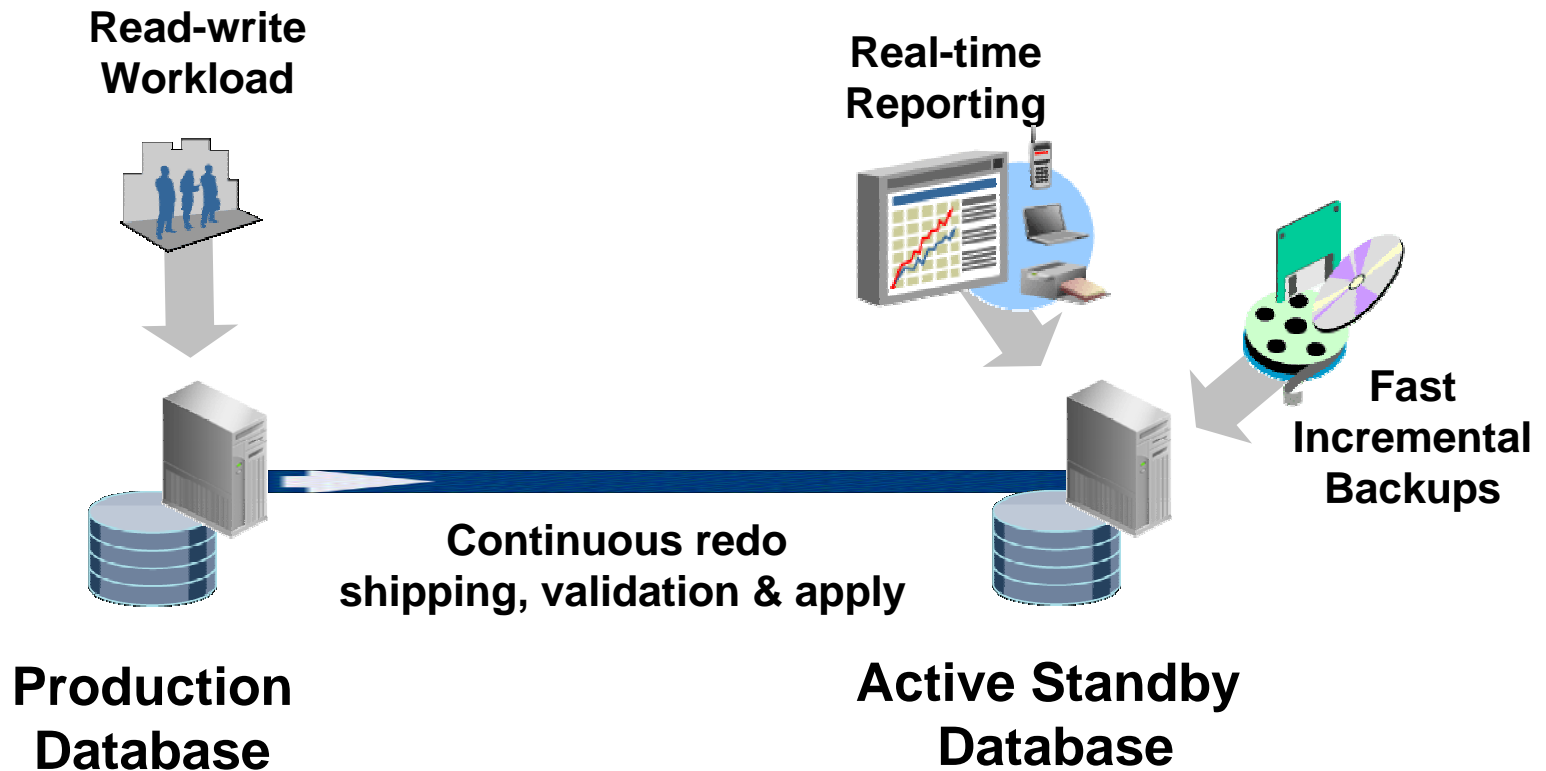 Read-write
Workload
Real-time
Reporting
Fast
Incremental
Backups
Continuous redo
shipping, validation & apply
Production
Database
Active Standby
Database